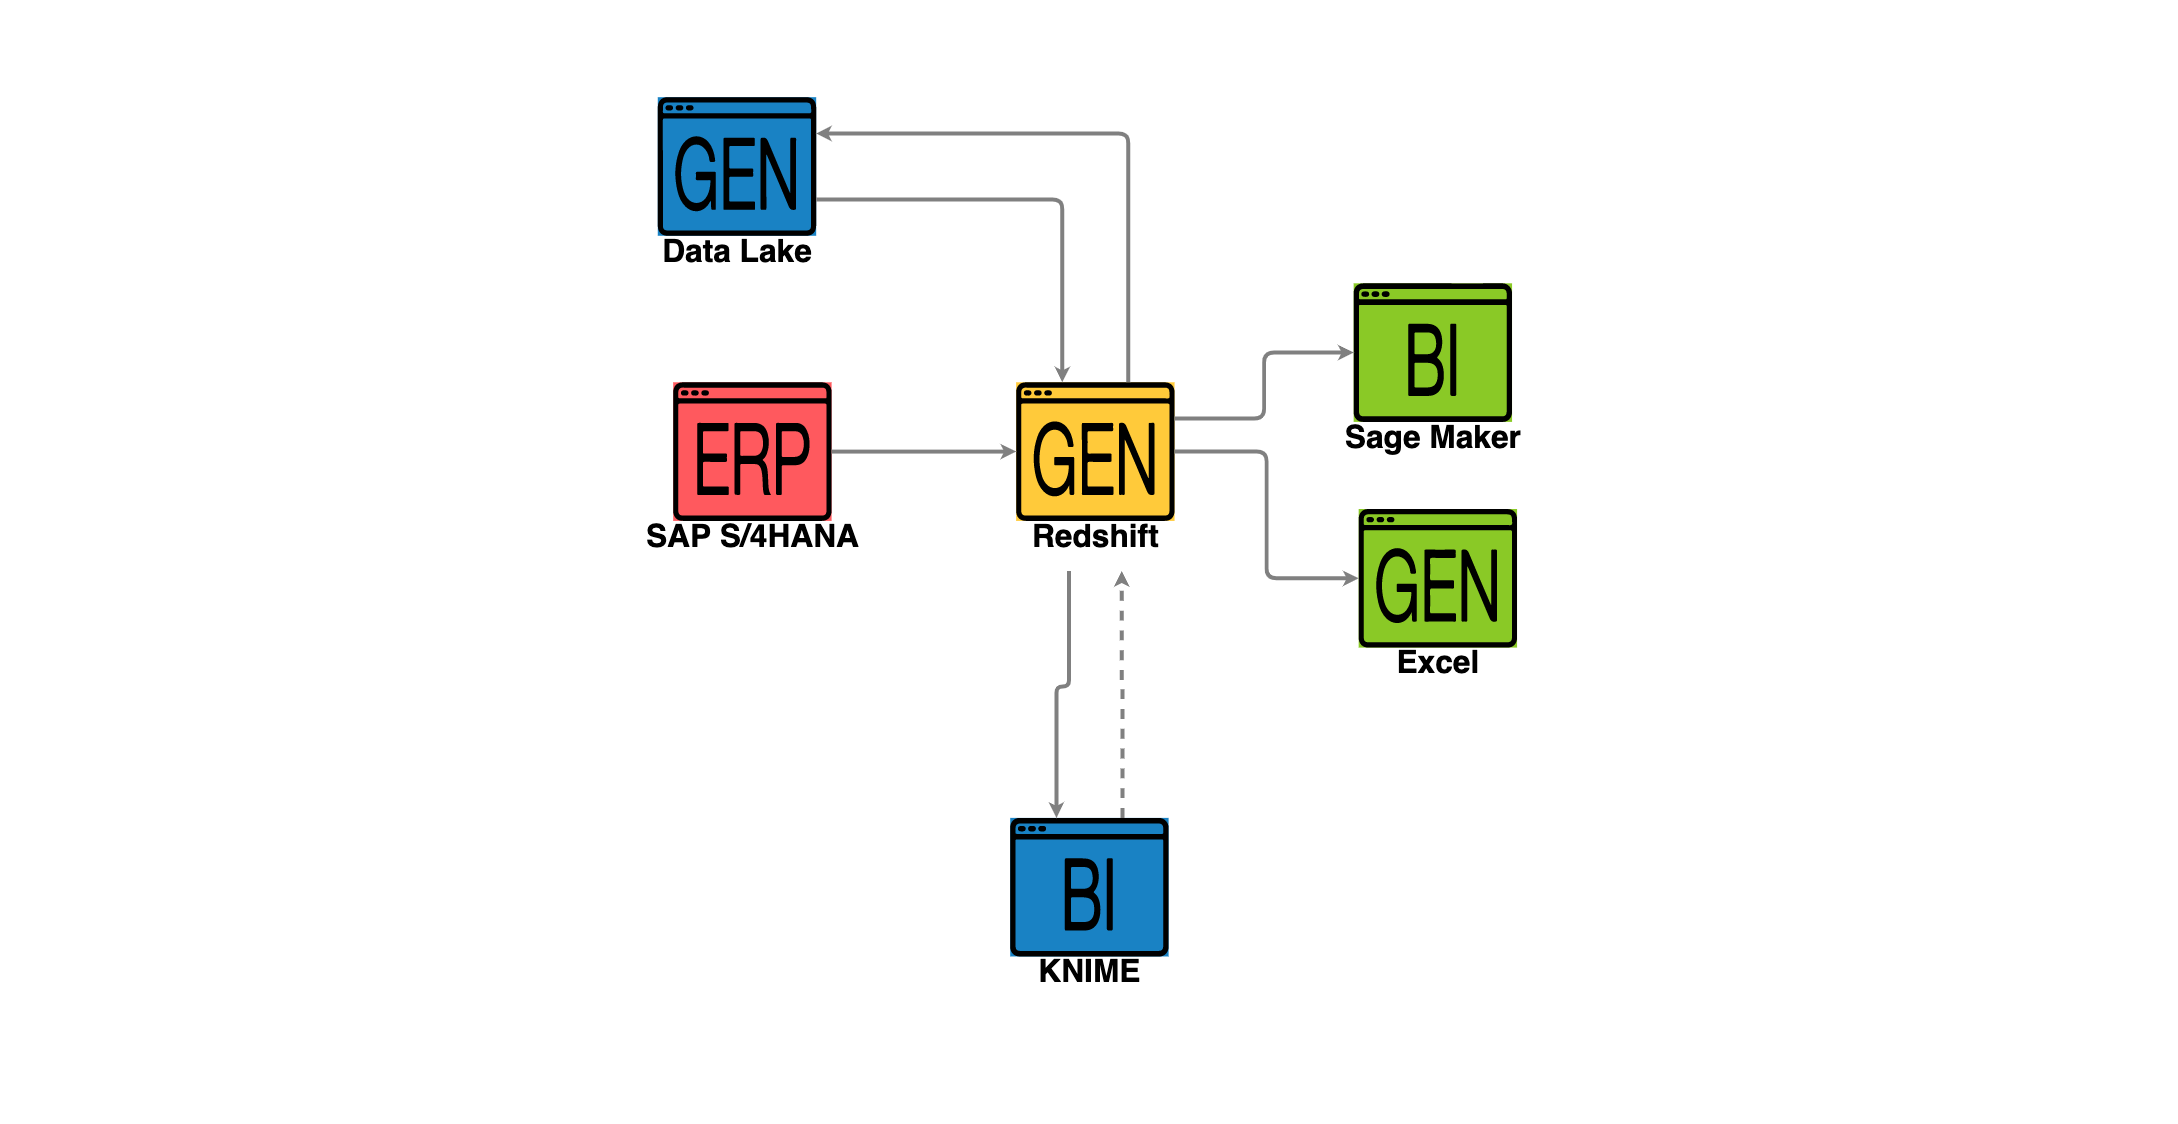 GEN
Data Lake
BI
Sage Maker
ERP
SAP S/4HANA
GEN
Redshift
GEN
Excel
BI
KNIME